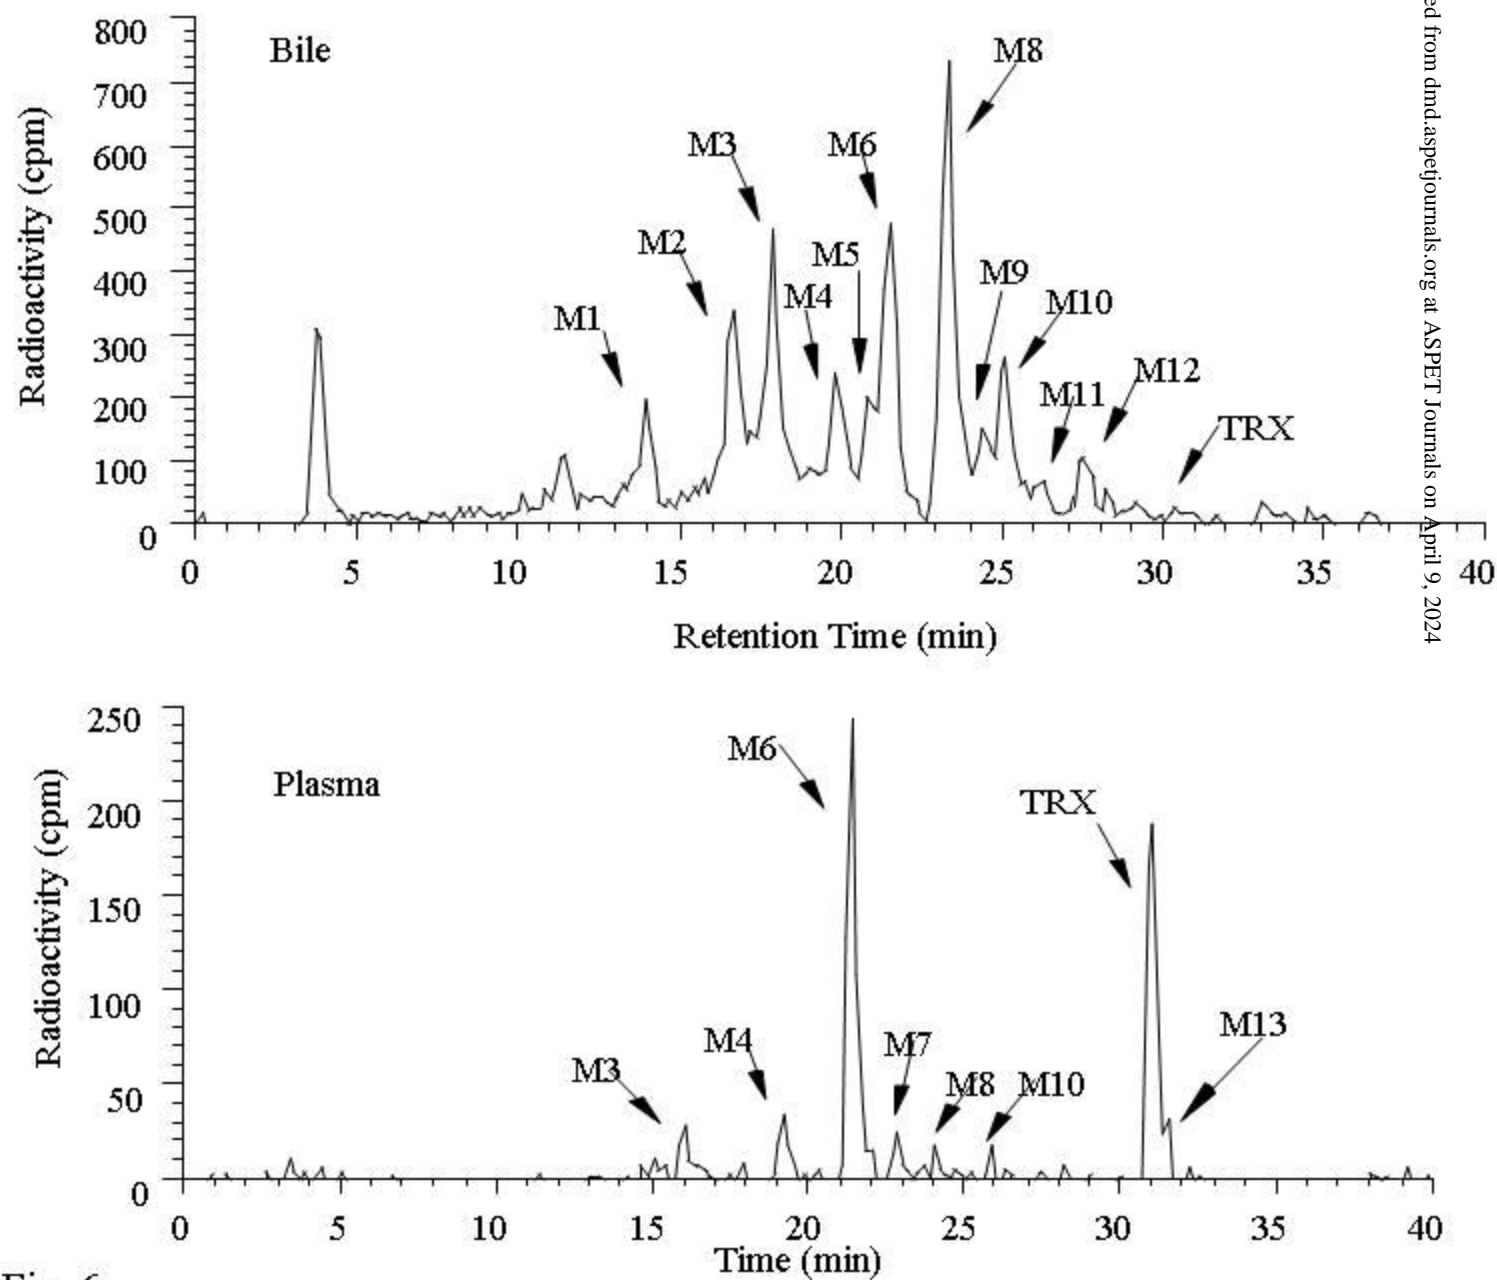 800
Bile
M8
700
M3
M6
600
500
M2
M5
400
M4
M9
M10
M1
300
M12
M11
200
TRX
100
0
Radioactivity (cpm)
0 5 10 15 20 25 30 35 40
Retention Time (min)
ed from dmd.aspetjournals.org at ASPET Journals on April 9, 2024
250
M6
Plasma
TRX
200
150
100
M4
M7
M13
M3
M8
M10
50
0
Radioactivity (cpm)
0 5 10 15 20 25 30 35 40
Time (min)